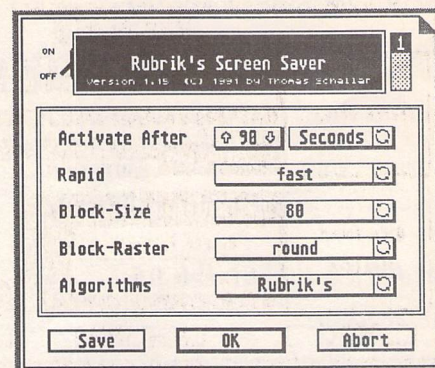 ON
OFF
Rubrik's Screen Saver
Version 1.15 (C) 1991 by Thomas Schallar
1
Activate After ⇧ 90 ⇩ Seconds
Rapid fast
Block-Size 80
Block-Raster round
Algorithms Rubrik's
Save OK Abort